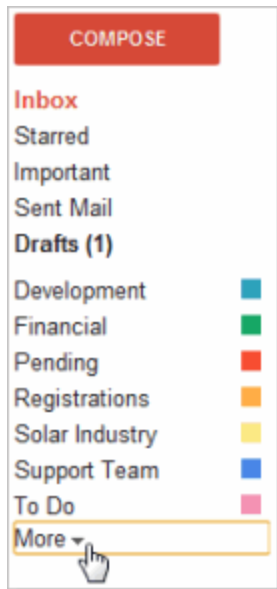 COMPOSE
Inbox
Starred
Important
Sent Mail
Drafts (1)
Development
Financial
Pending
Registrations
Solar Industry
Support Team
To Do
More